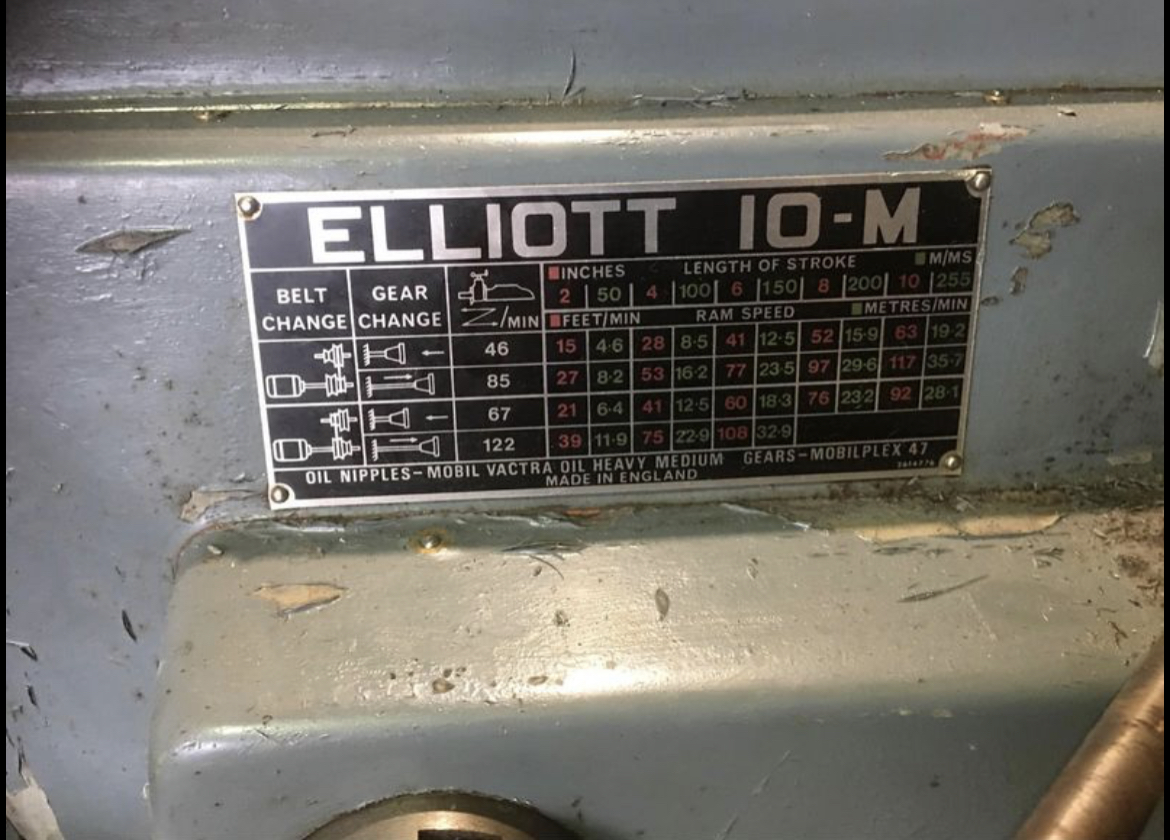 ELLIOTT 10-M
BELT CHANGE
GEAR CHANGE
/MIN
INCHES LENGTH OF STROKE M/MS
2 50 4 100 6 150 8 200 10 255
FEET/MIN RAM SPEED METRES/MIN
46 15 4·6 28 8·5 41 12·5 52 15·9 63 19·2
85 27 8·2 53 16·2 77 23·5 97 29·6 117 35·7
67 21 6·4 41 12·5 60 18·3 76 23·2 92 28·1
122 39 11·9 75 22·9 108 32·9
OIL NIPPLES-MOBIL VACTRA OIL HEAVY MEDIUM GEARS-MOBILPLEX 47
MADE IN ENGLAND